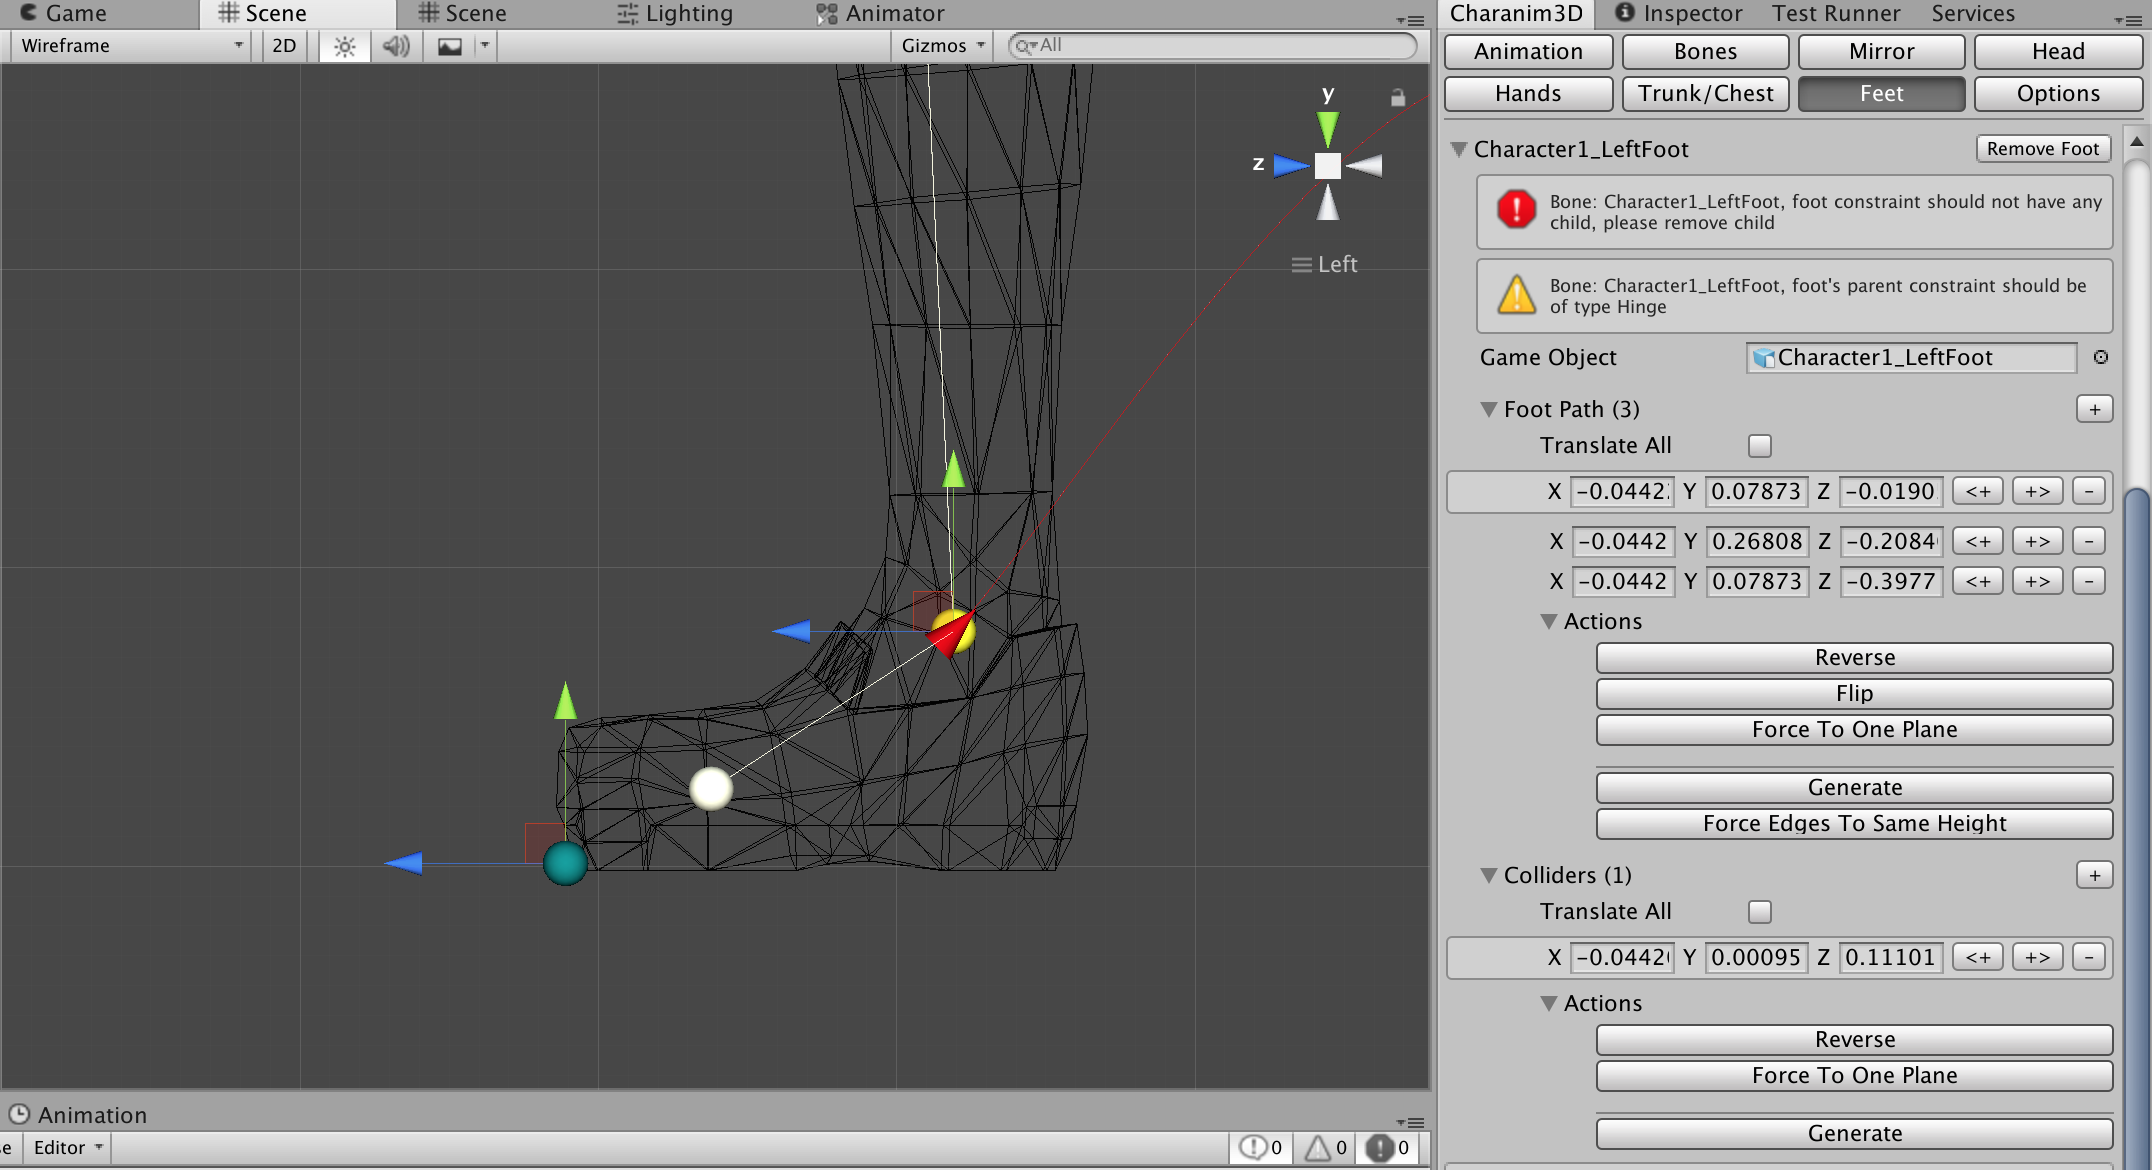 Game
Scene
Scene
Lighting
Animator
Wireframe
2D
Gizmos
All
y
z
Left
Charanim3D
Inspector
Test Runner
Services
Animation
Bones
Mirror
Head
Hands
Trunk/Chest
Feet
Options
Character1_LeftFoot
Remove Foot
Bone: Character1_LeftFoot, foot constraint should not have any
child, please remove child
Bone: Character1_LeftFoot, foot's parent constraint should be
of type Hinge
Game Object
Character1_LeftFoot
Foot Path (3)
+
Translate All
X -0.0442 Y 0.07873 Z -0.0190 <+ +> -
X -0.0442 Y 0.26808 Z -0.2084 <+ +> -
X -0.0442 Y 0.07873 Z -0.3977 <+ +> -
Actions
Reverse
Flip
Force To One Plane
Generate
Force Edges To Same Height
Colliders (1)
+
Translate All
X -0.0442 Y 0.00095 Z 0.11101 <+ +> -
Actions
Reverse
Force To One Plane
Generate
Animation
e
Editor
0
0
0